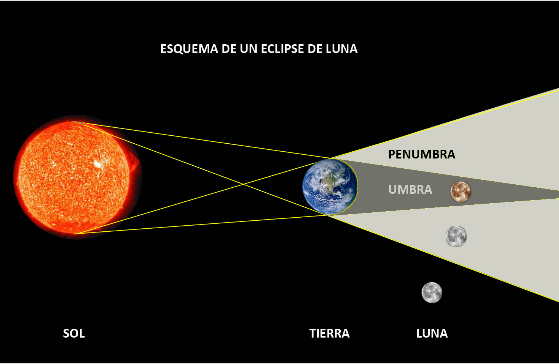 ESQUEMA DE UN ECLIPSE DE LUNA
PENUMBRA
UMBRA
SOL
TIERRA
LUNA